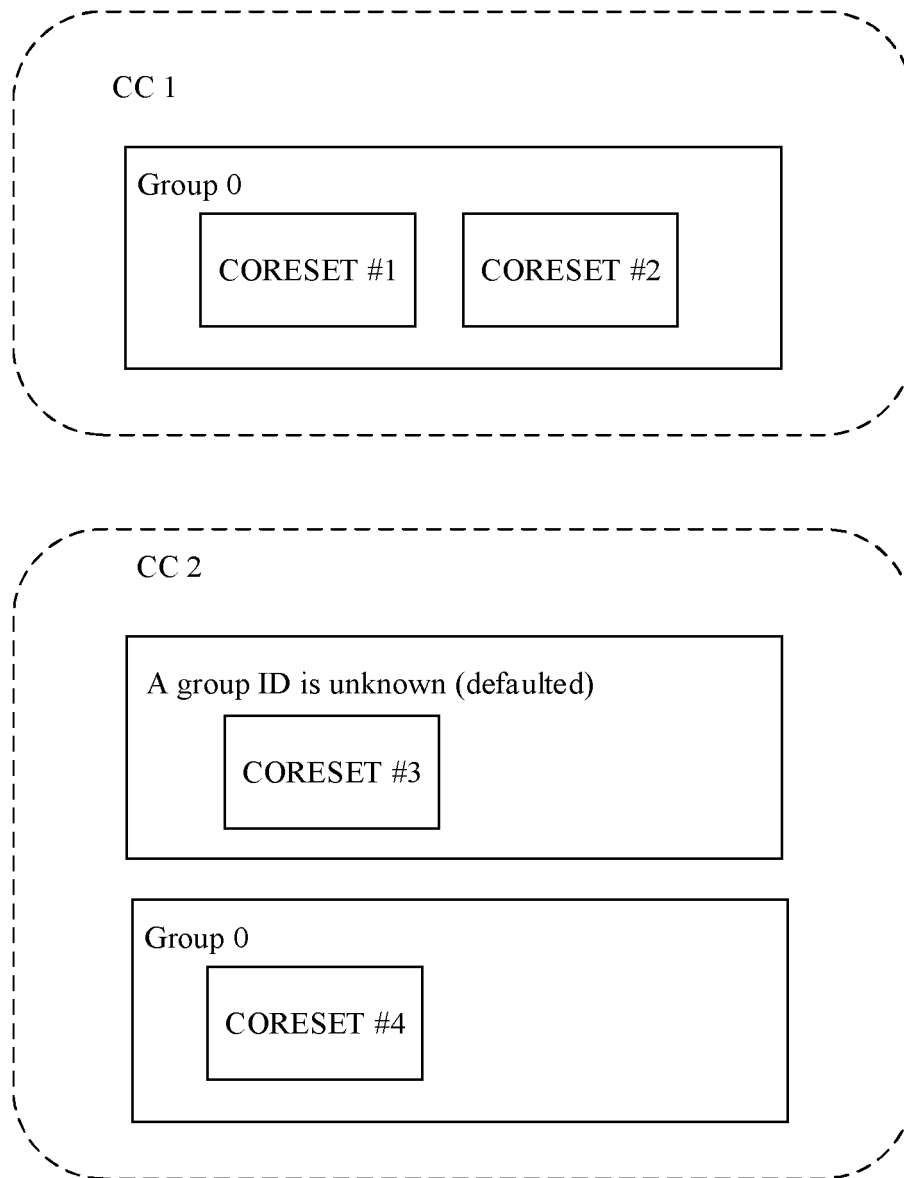 CC 1
Group 0
CORESET #1
CORESET #2
CC 2
A group ID is unknown (defaulted)
CORESET #3
Group 0
CORESET #4